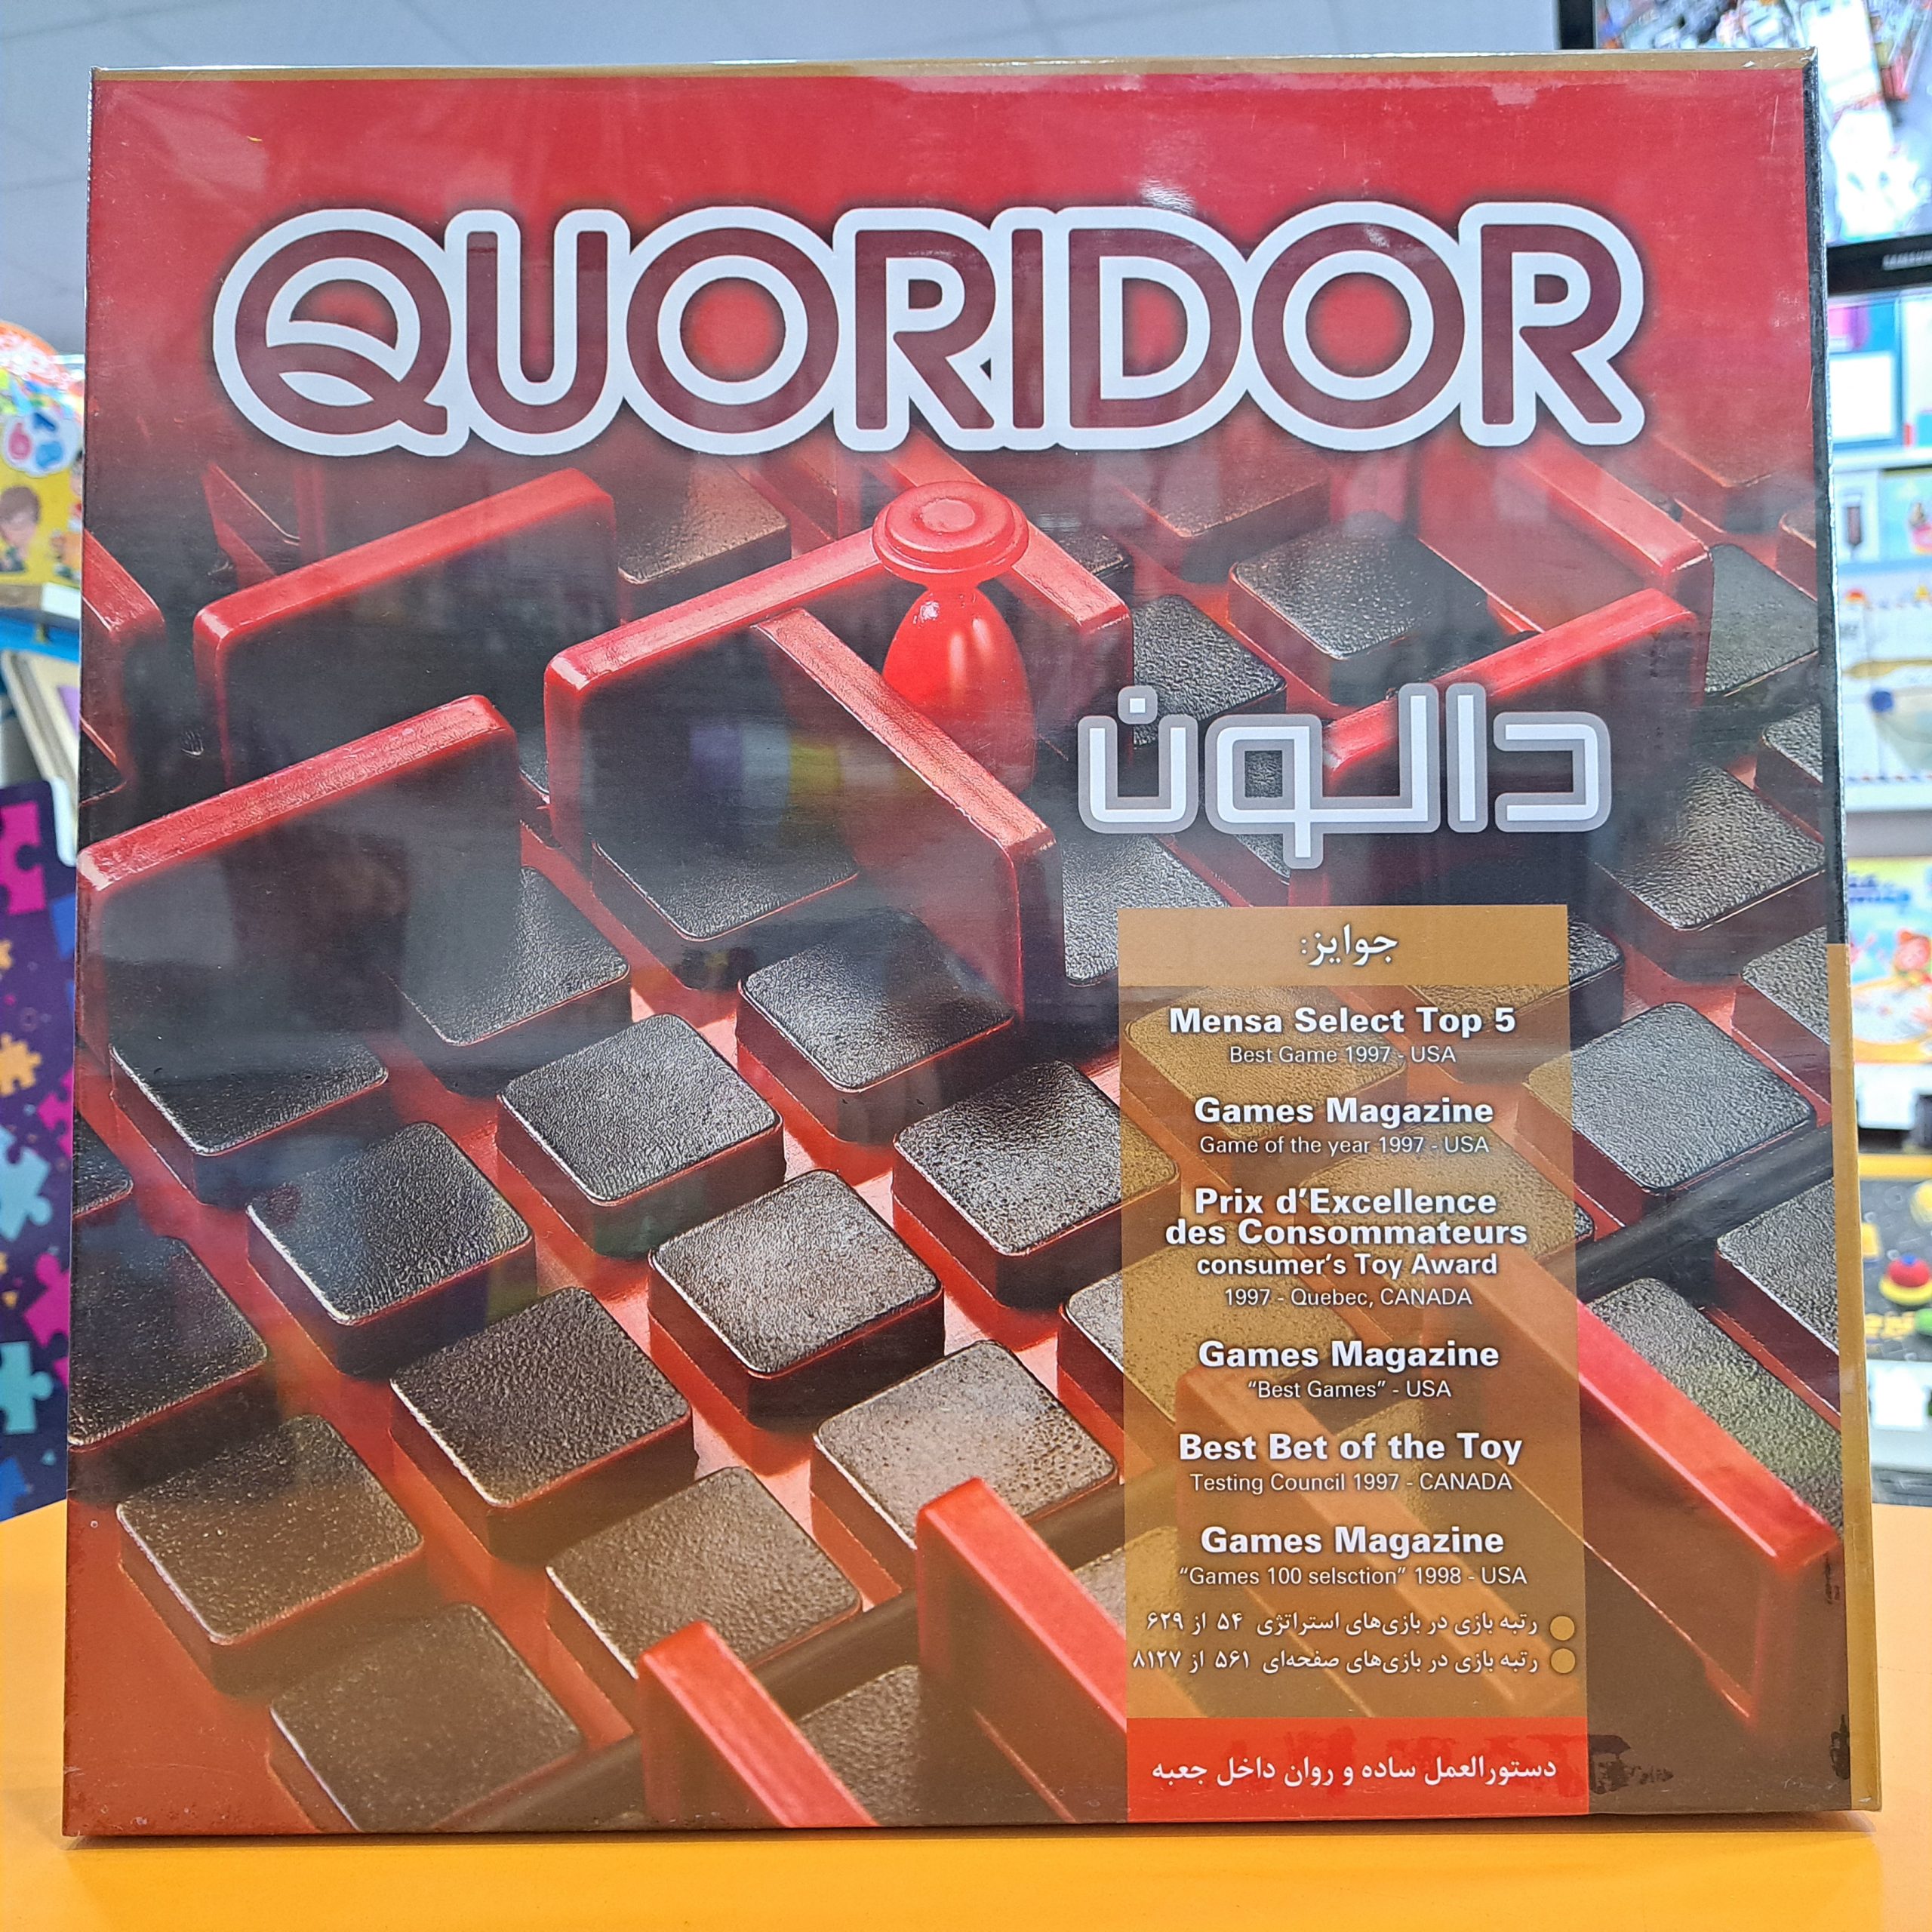 SAMSUNG
QUORIDOR
دالون
جوایز:
Mensa Select Top 5
Best Game 1997 - USA
Games Magazine
Game of the year 1997 - USA
Prix d’Excellence
des Consommateurs
consumer’s Toy Award
1997 - Quebec, CANADA
Games Magazine
“Best Games” - USA
Best Bet of the Toy
Testing Council 1997 - CANADA
Games Magazine
“Games 100 selsction” 1998 - USA
رتبه بازی در بازی‌های استراتژی ۵۴ از ۶۲۹
رتبه بازی در بازی‌های صفحه‌ای ۵۶۱ از ۸۱۲۷
دستورالعمل ساده و روان داخل جعبه